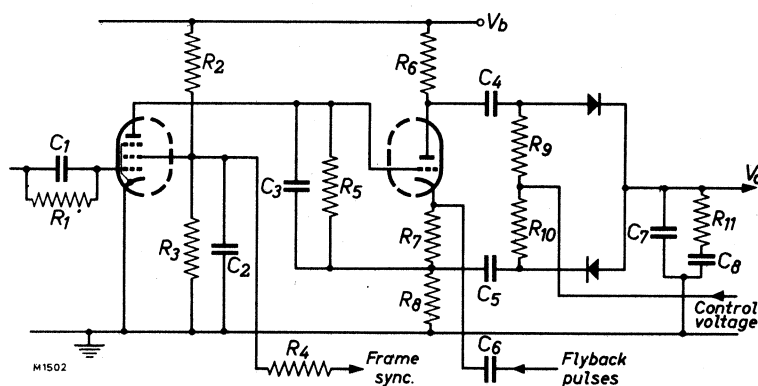 Vb
R2
R6
C4
C1
R9
Vc
C3
R5
R1
R7
R11
R3
R10
C7
C2
C8
C5
R8
Control
voltage
C6
M1502
R4
Frame
sync.
Flyback
pulses